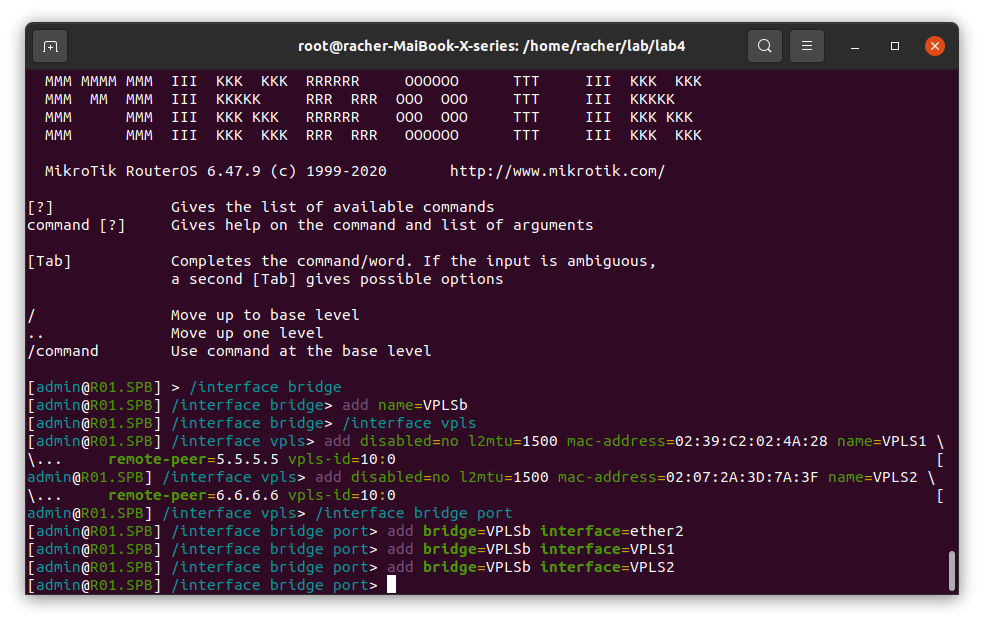 root@racher-MaiBook-X-series: /home/racher/lab/lab4
  MMM MMMM MMM  III  KKK  KKK  RRRRRR     OOOOOO      TTT     III  KKK  KKK
  MMM  MM  MMM  III  KKKKK     RRR  RRR  OOO  OOO     TTT     III  KKKKK
  MMM      MMM  III  KKK KKK   RRRRRR    OOO  OOO     TTT     III  KKK KKK
  MMM      MMM  III  KKK  KKK  RRR  RRR   OOOOOO      TTT     III  KKK  KKK
  MikroTik RouterOS 6.47.9 (c) 1999-2020       http://www.mikrotik.com/
[?]             Gives the list of available commands
command [?]     Gives help on the command and list of arguments
[Tab]           Completes the command/word. If the input is ambiguous,
                a second [Tab] gives possible options
/               Move up to base level
..              Move up one level
/command        Use command at the base level
[admin@R01.SPB] > /interface bridge
[admin@R01.SPB] /interface bridge> add name=VPLSb
[admin@R01.SPB] /interface bridge> /interface vpls
[admin@R01.SPB] /interface vpls> add disabled=no l2mtu=1500 mac-address=02:39:C2:02:4A:28 name=VPLS1 \
\...     remote-peer=5.5.5.5 vpls-id=10:0                                                            [
admin@R01.SPB] /interface vpls> add disabled=no l2mtu=1500 mac-address=02:07:2A:3D:7A:3F name=VPLS2 \
\...     remote-peer=6.6.6.6 vpls-id=10:0                                                            [
admin@R01.SPB] /interface vpls> /interface bridge port
[admin@R01.SPB] /interface bridge port> add bridge=VPLSb interface=ether2
[admin@R01.SPB] /interface bridge port> add bridge=VPLSb interface=VPLS1
[admin@R01.SPB] /interface bridge port> add bridge=VPLSb interface=VPLS2
[admin@R01.SPB] /interface bridge port>